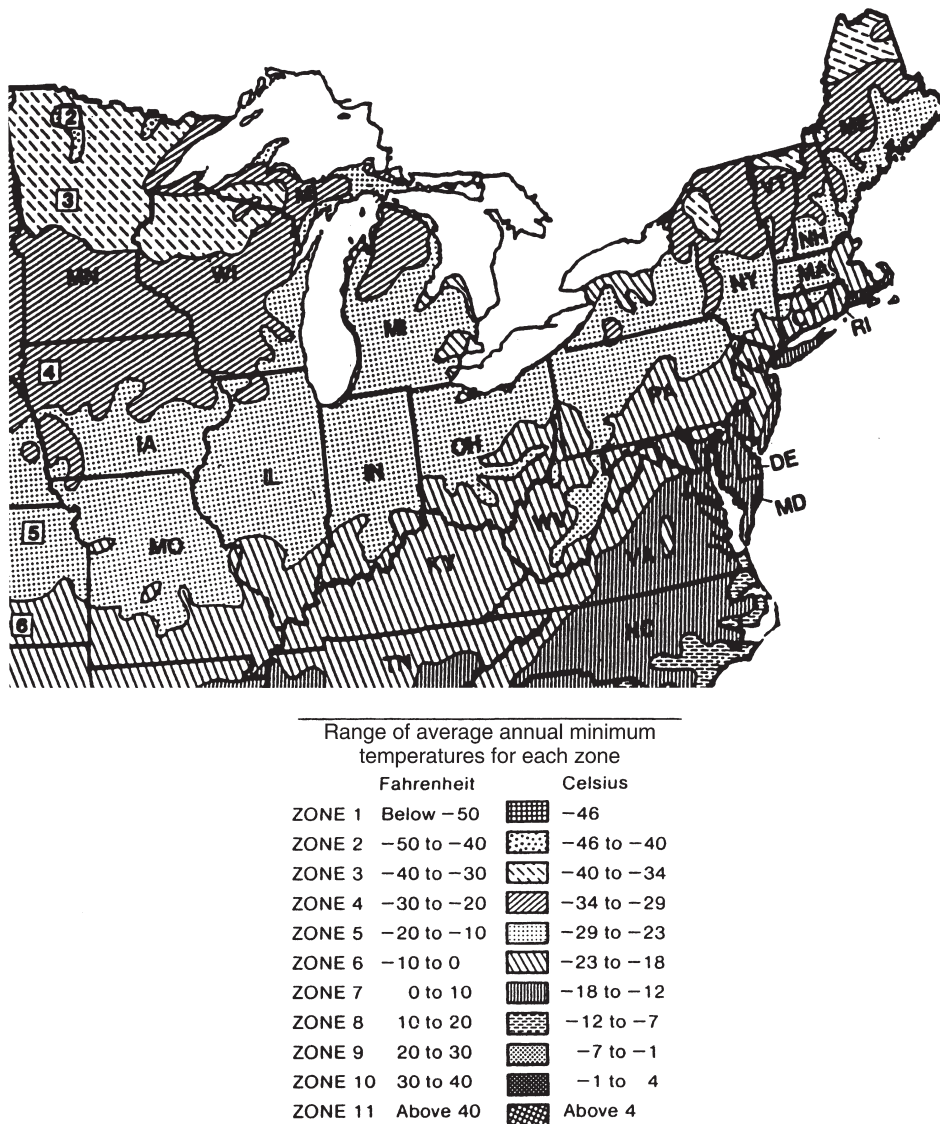 ME
2
3
MI
VT
NH
MN
WI
NY
MA
MI
CT
RI
4
PA
IA
OH
DE
IL
IN
MD
WV
5
MO
VA
KY
6
NC
TN
Range of average annual minimum
temperatures for each zone
Fahrenheit Celsius
ZONE 1 Below −50 −46
ZONE 2 −50 to −40 −46 to −40
ZONE 3 −40 to −30 −40 to −34
ZONE 4 −30 to −20 −34 to −29
ZONE 5 −20 to −10 −29 to −23
ZONE 6 −10 to 0 −23 to −18
ZONE 7 0 to 10 −18 to −12
ZONE 8 10 to 20 −12 to −7
ZONE 9 20 to 30 −7 to −1
ZONE 10 30 to 40 −1 to 4
ZONE 11 Above 40 Above 4